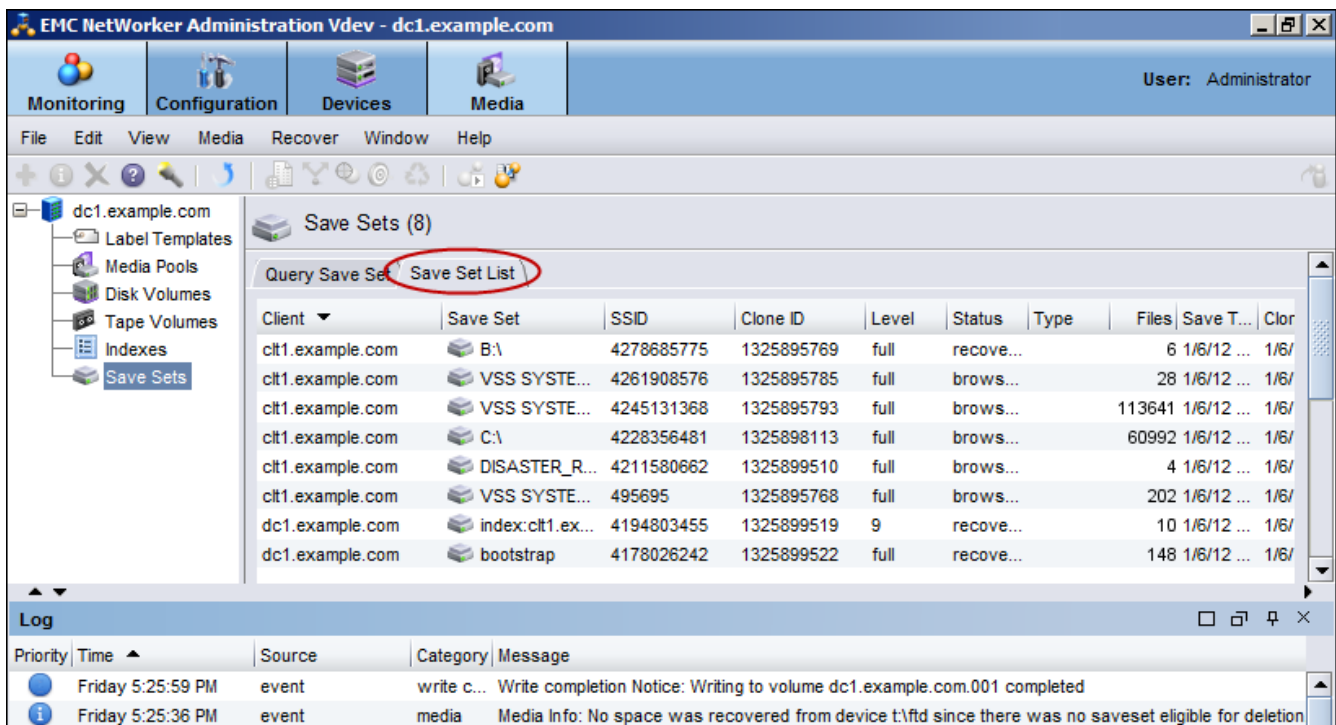 EMC NetWorker Administration Vdev - dc1.example.com
Monitoring Configuration Devices Media User: Administrator
File Edit View Media Recover Window Help
dc1.example.com
Label Templates
Media Pools
Disk Volumes
Tape Volumes
Indexes
Save Sets
Save Sets (8)
Query Save Set Save Set List
Client Save Set SSID Clone ID Level Status Type Files Save T... Clor
clt1.example.com B:\ 4278685775 1325895769 full recove... 6 1/6/12 ... 1/6/
clt1.example.com VSS SYSTE... 4261908576 1325895785 full brows... 28 1/6/12 ... 1/6/
clt1.example.com VSS SYSTE... 4245131368 1325895793 full brows... 113641 1/6/12 ... 1/6/
clt1.example.com C:\ 4228356481 1325898113 full brows... 60992 1/6/12 ... 1/6/
clt1.example.com DISASTER_R... 4211580662 1325899510 full brows... 4 1/6/12 ... 1/6/
clt1.example.com VSS SYSTE... 495695 1325895768 full brows... 202 1/6/12 ... 1/6/
dc1.example.com index:clt1.ex... 4194803455 1325899519 9 recove... 10 1/6/12 ... 1/6/
dc1.example.com bootstrap 4178026242 1325899522 full recove... 148 1/6/12 ... 1/6/
Log
Priority Time Source Category Message
Friday 5:25:59 PM event write c... Write completion Notice: Writing to volume dc1.example.com.001 completed
Friday 5:25:36 PM event media Media Info: No space was recovered from device t:\ftd since there was no saveset eligible for deletion